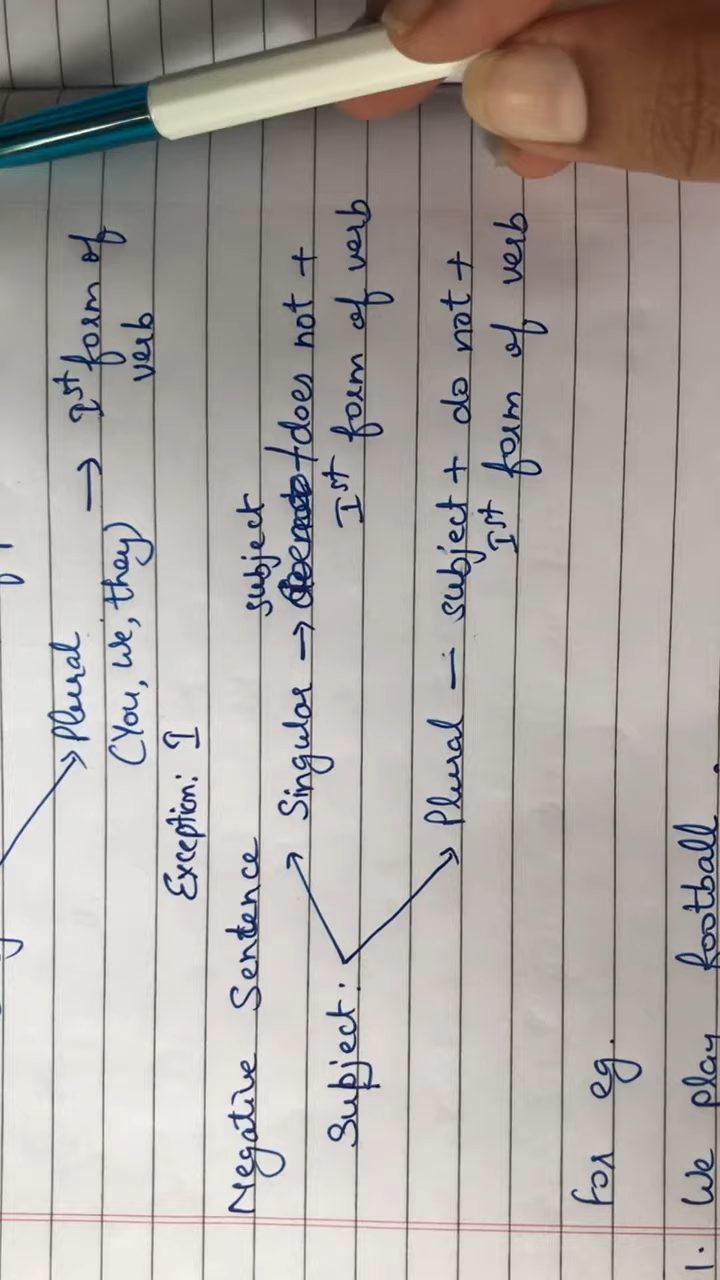 Plural → Ist form of
(You, We, they) verb
Exception: I
Negative Sentence
subject
Singular → + does not +
Ist form of verb
Subject:
Plural — subject + do not +
Ist form of verb
For eg.
1. We play football.